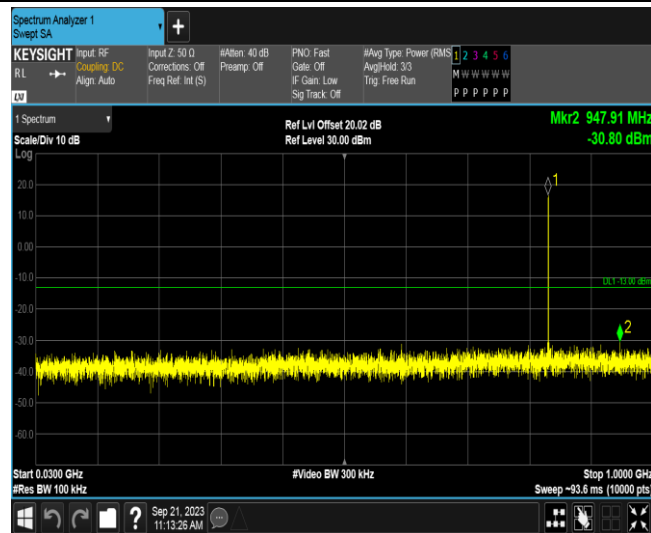 Spectrum Analyzer 1
Swept SA
+
KEYSIGHT
RL
LXI
Input: RF
Coupling: DC
Align: Auto
Input Z: 50 Ω
Corrections: Off
Freq Ref: Int (S)
#Atten: 40 dB
Preamp: Off
PNO: Fast
Gate: Off
IF Gain: Low
Sig Track: Off
#Avg Type: Power (RMS
Avg|Hold: 3/3
Trig: Free Run
1 2 3 4 5 6
M W W W W W
P P P P P P
1 Spectrum
Scale/Div 10 dB
Log
Ref Lvl Offset 20.02 dB
Ref Level 30.00 dBm
Mkr2 947.91 MHz
-30.80 dBm
1
20.0
10.0
0.00
-10.0
DL1 -13.00 dBm
-20.0
2
-30.0
-40.0
-50.0
-60.0
Start 0.0300 GHz
#Res BW 100 kHz
#Video BW 300 kHz
Stop 1.0000 GHz
Sweep ~93.6 ms (10000 pts)
?
Sep 21, 2023
11:13:26 AM